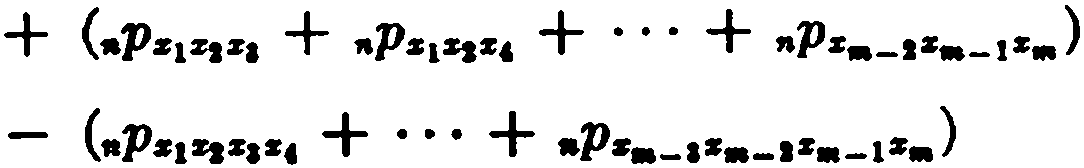 + (ₙp_{x₁x₂x₃} + ₙp_{x₁x₂x₄} + ⋯ + ₙp_{x_{m−2}x_{m−1}x_m})
− (ₙp_{x₁x₂x₃x₄} + ⋯ + ₙp_{x_{m−3}x_{m−2}x_{m−1}x_m})